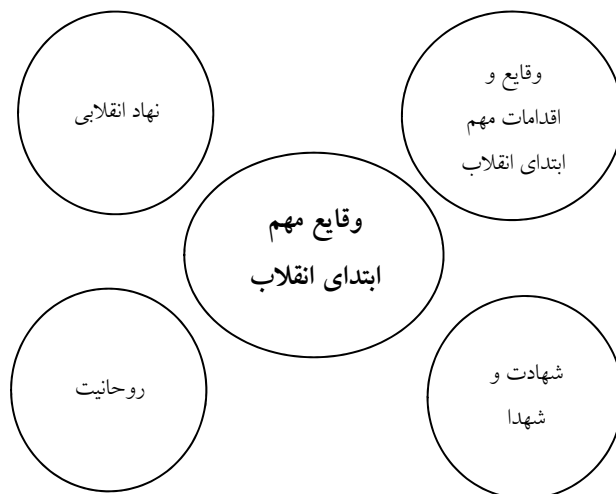 وقایع و
اقدامات مهم
ابتدای انقلاب
نهاد انقلابی
وقایع مهم
ابتدای انقلاب
شهادت و
شهدا
روحانیت